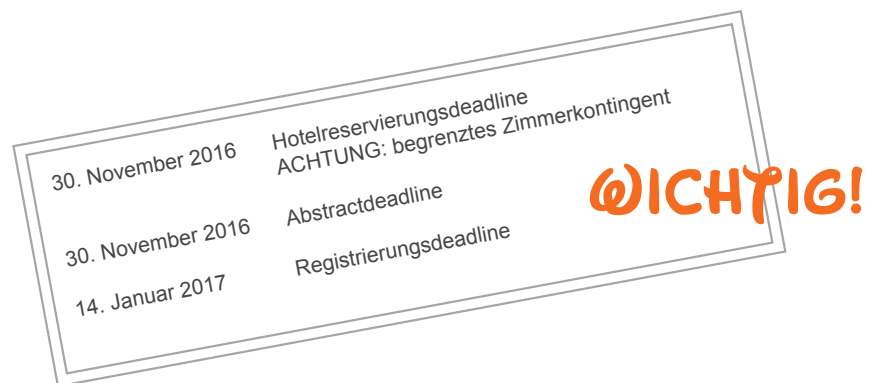 30. November 2016 Hotelreservierungsdeadline
ACHTUNG: begrenztes Zimmerkontingent
30. November 2016 Abstractdeadline
14. Januar 2017 Registrierungsdeadline
WICHTIG!